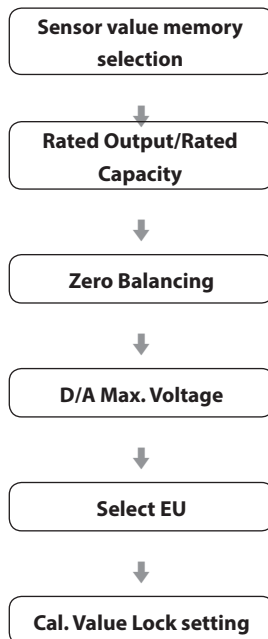 Sensor value memory
selection
Rated Output/Rated
Capacity
Zero Balancing
D/A Max. Voltage
Select EU
Cal. Value Lock setting